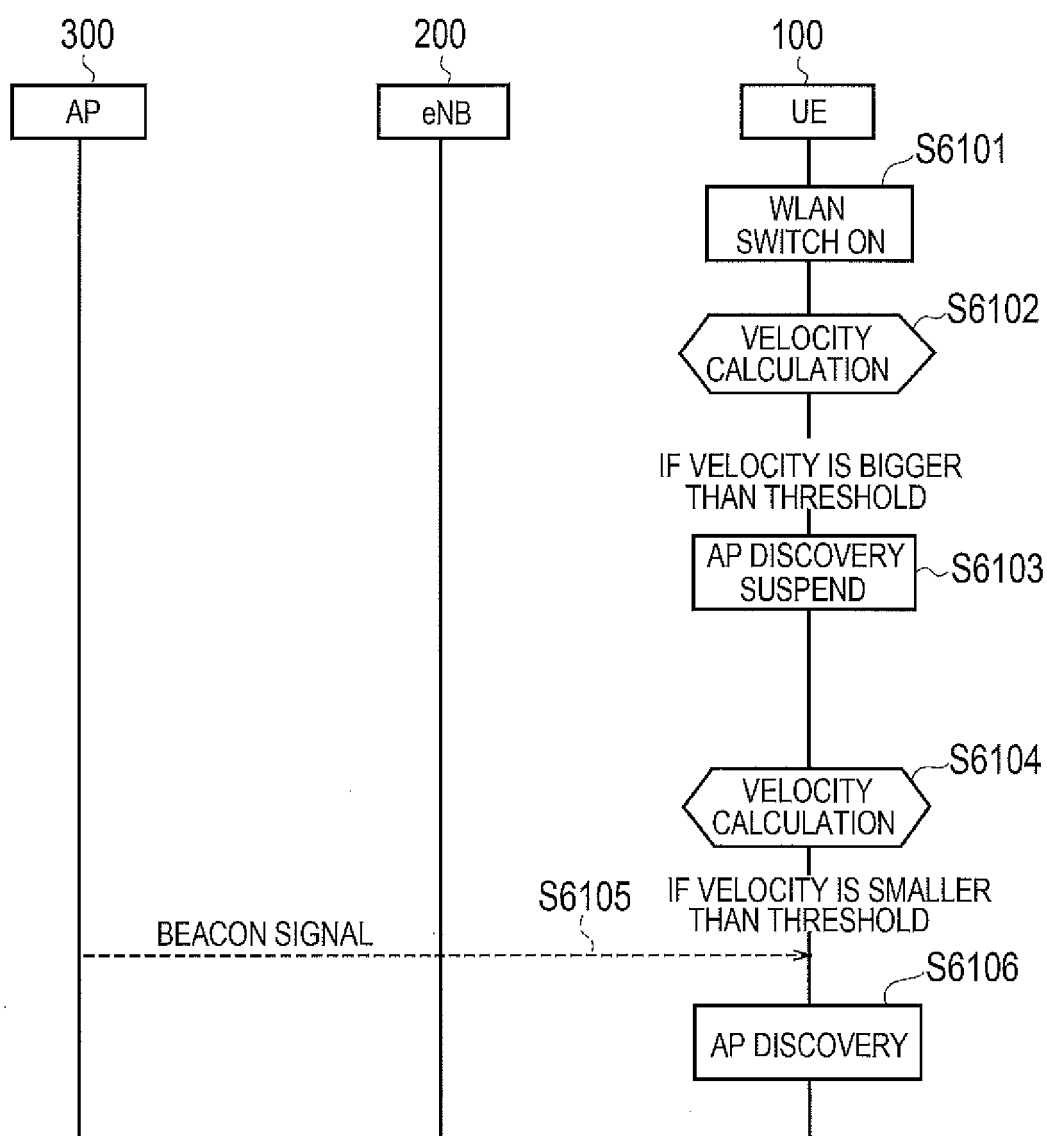 300
200
100
AP
eNB
UE
S6101
WLAN
SWITCH ON
S6102
VELOCITY
CALCULATION
IF VELOCITY IS BIGGER
THAN THRESHOLD
AP DISCOVERY
SUSPEND
S6103
S6104
VELOCITY
CALCULATION
IF VELOCITY IS SMALLER
THAN THRESHOLD
S6105
BEACON SIGNAL
S6106
AP DISCOVERY